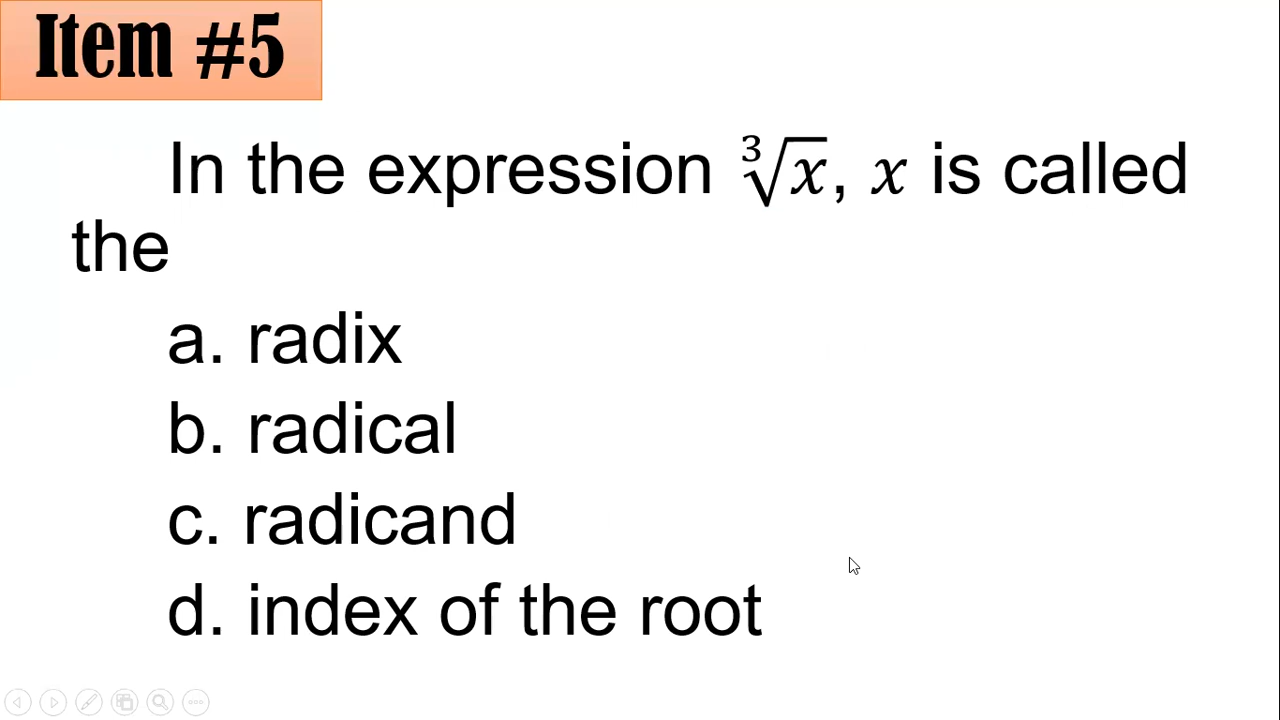 Item #5
In the expression ∛x, x is called
the
a. radix
b. radical
c. radicand
d. index of the root